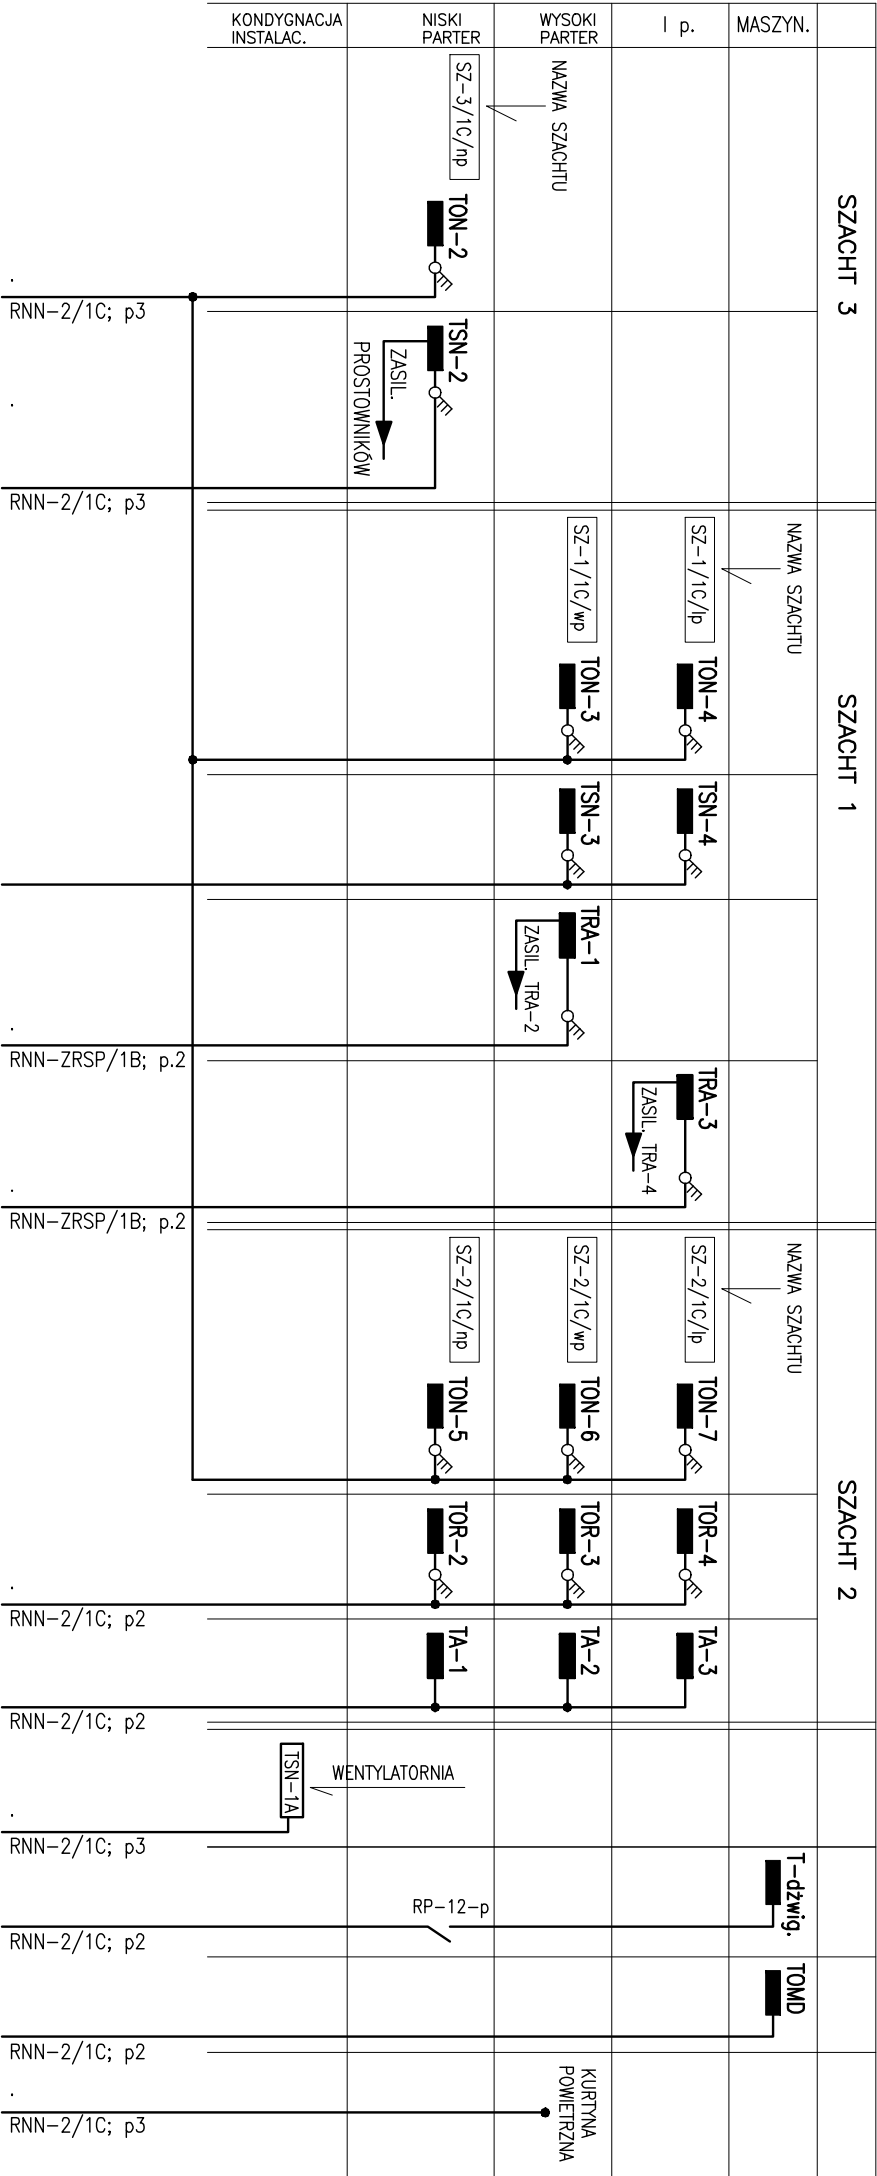 KONDYGNACJA
INSTALAC.
NISKI
PARTER
WYSOKI
PARTER
I p.
MASZYN.
SZACHT 3
NAZWA SZACHTU
SZ-3/1C/np
TON-2
RNN-2/1C; p3
TSN-2
ZASIL.
PROSTOWNIKÓW
RNN-2/1C; p3
SZACHT 1
NAZWA SZACHTU
SZ-1/1C/Ip
SZ-1/1C/wp
TON-4
TON-3
TSN-4
TSN-3
TRA-1
ZASIL. TRA-2
RNN-ZRSP/1B; p.2
TRA-3
ZASIL. TRA-4
RNN-ZRSP/1B; p.2
SZACHT 2
NAZWA SZACHTU
SZ-2/1C/Ip
SZ-2/1C/wp
SZ-2/1C/np
TON-7
TON-6
TON-5
TOR-4
TOR-3
TOR-2
RNN-2/1C; p2
TA-3
TA-2
TA-1
RNN-2/1C; p2
WENTYLATORNIA
TSN-1A
RNN-2/1C; p3
T-dźwig.
RP-12-p
RNN-2/1C; p2
TOMD
RNN-2/1C; p2
KURTYNA
POWIETRZNA
RNN-2/1C; p3